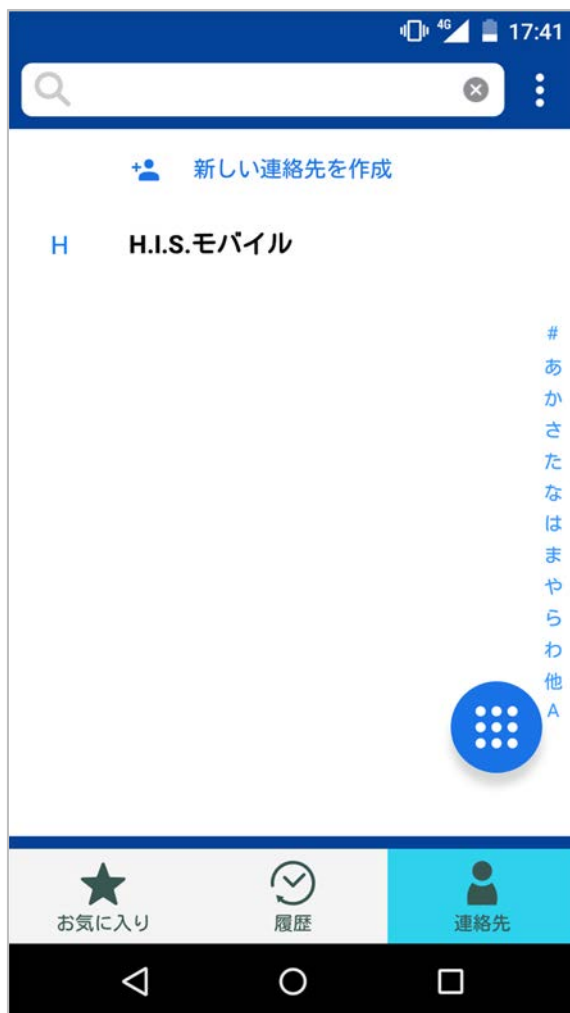 4G 17:41
新しい連絡先を作成
H H.I.S.モバイル
#
あ
か
さ
た
な
は
ま
や
ら
わ
他
A
お気に入り 履歴 連絡先